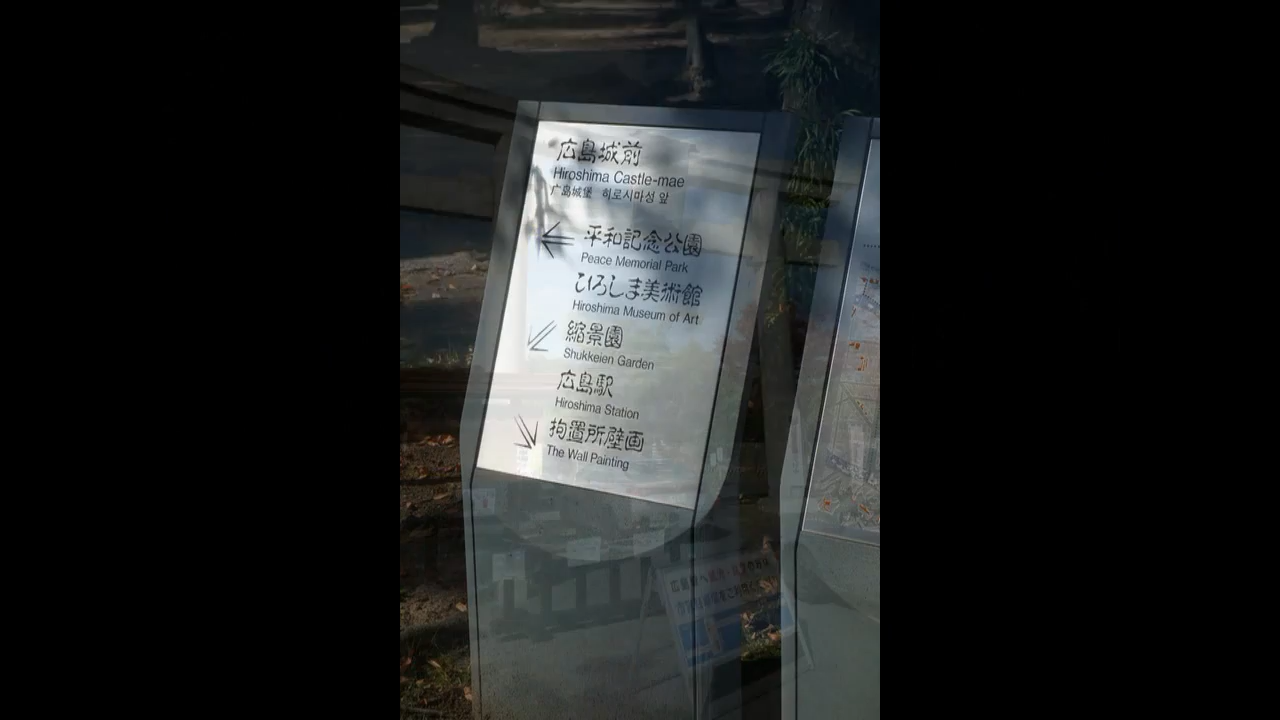 広島城前
Hiroshima Castle-mae
广岛城堡 히로시마성 앞
平和記念公園
Peace Memorial Park
ひろしま美術館
Hiroshima Museum of Art
縮景園
Shukkeien Garden
広島駅
Hiroshima Station
拘置所壁画
The Wall Painting